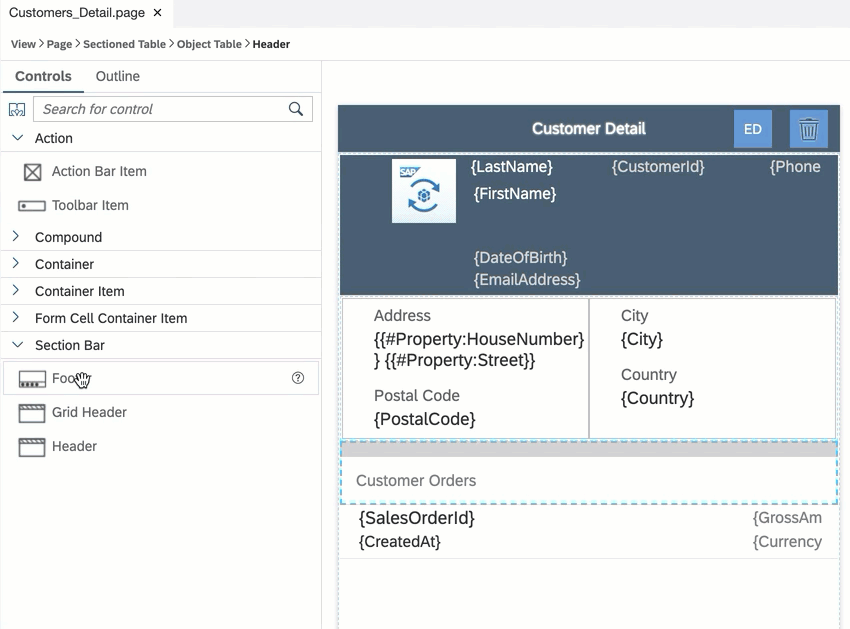 Customers_Detail.page ×
View > Page > Sectioned Table > Object Table > Header
Controls Outline
Search for control
Action
Action Bar Item
Toolbar Item
Compound
Container
Container Item
Form Cell Container Item
Section Bar
Grid Header
Header
Customer Detail ED
SAP
{LastName} {CustomerId} {Phone
{FirstName}
{DateOfBirth}
{EmailAddress}
Address
{{#Property:HouseNumber}
} {{#Property:Street}}
Postal Code
{PostalCode}
City
{City}
Country
{Country}
Customer Orders
{SalesOrderId} {GrossAm
{CreatedAt} {Currency